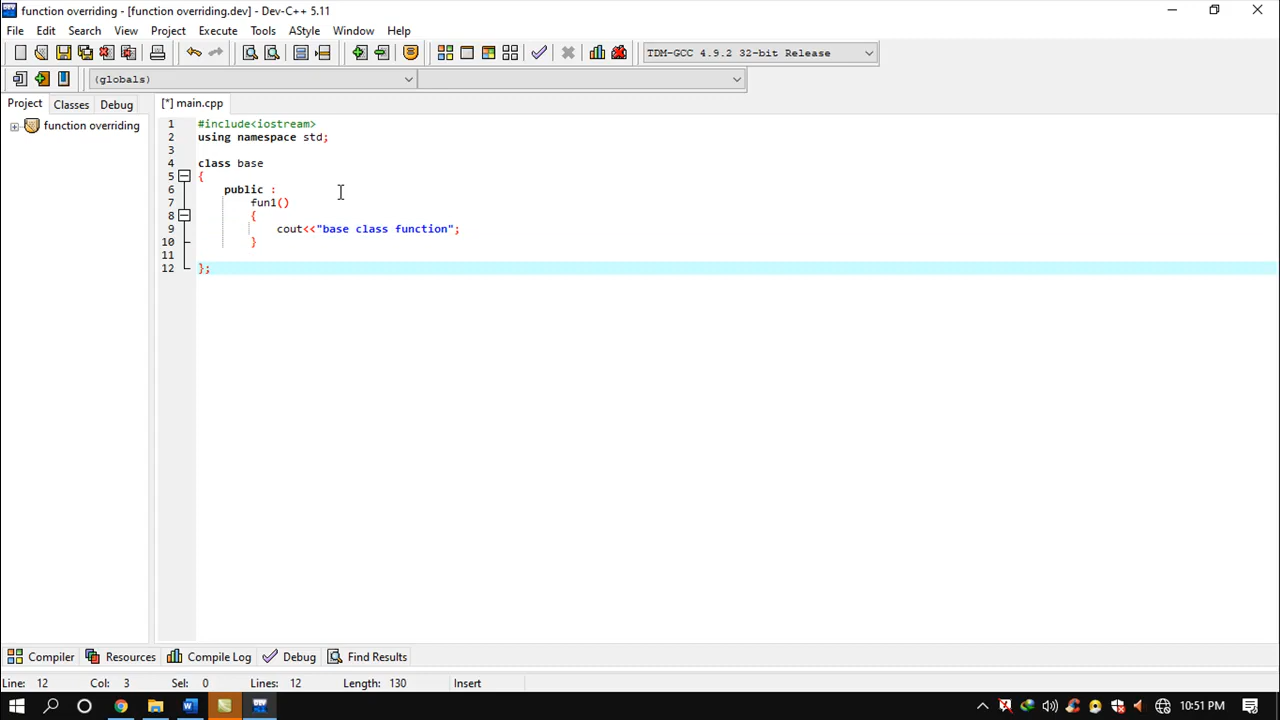 function overriding - [function overriding.dev] - Dev-C++ 5.11
File Edit Search View Project Execute Tools AStyle Window Help
TDM-GCC 4.9.2 32-bit Release
(globals)
Project Classes Debug [*] main.cpp
function overriding
1 #include<iostream>
2 using namespace std;
3
4 class base
5 {
6 public :
7 fun1()
8 {
9 cout<<"base class function";
10 }
11
12 };
Compiler Resources Compile Log Debug Find Results
Line: 12 Col: 3 Sel: 0 Lines: 12 Length: 130 Insert
10:51 PM